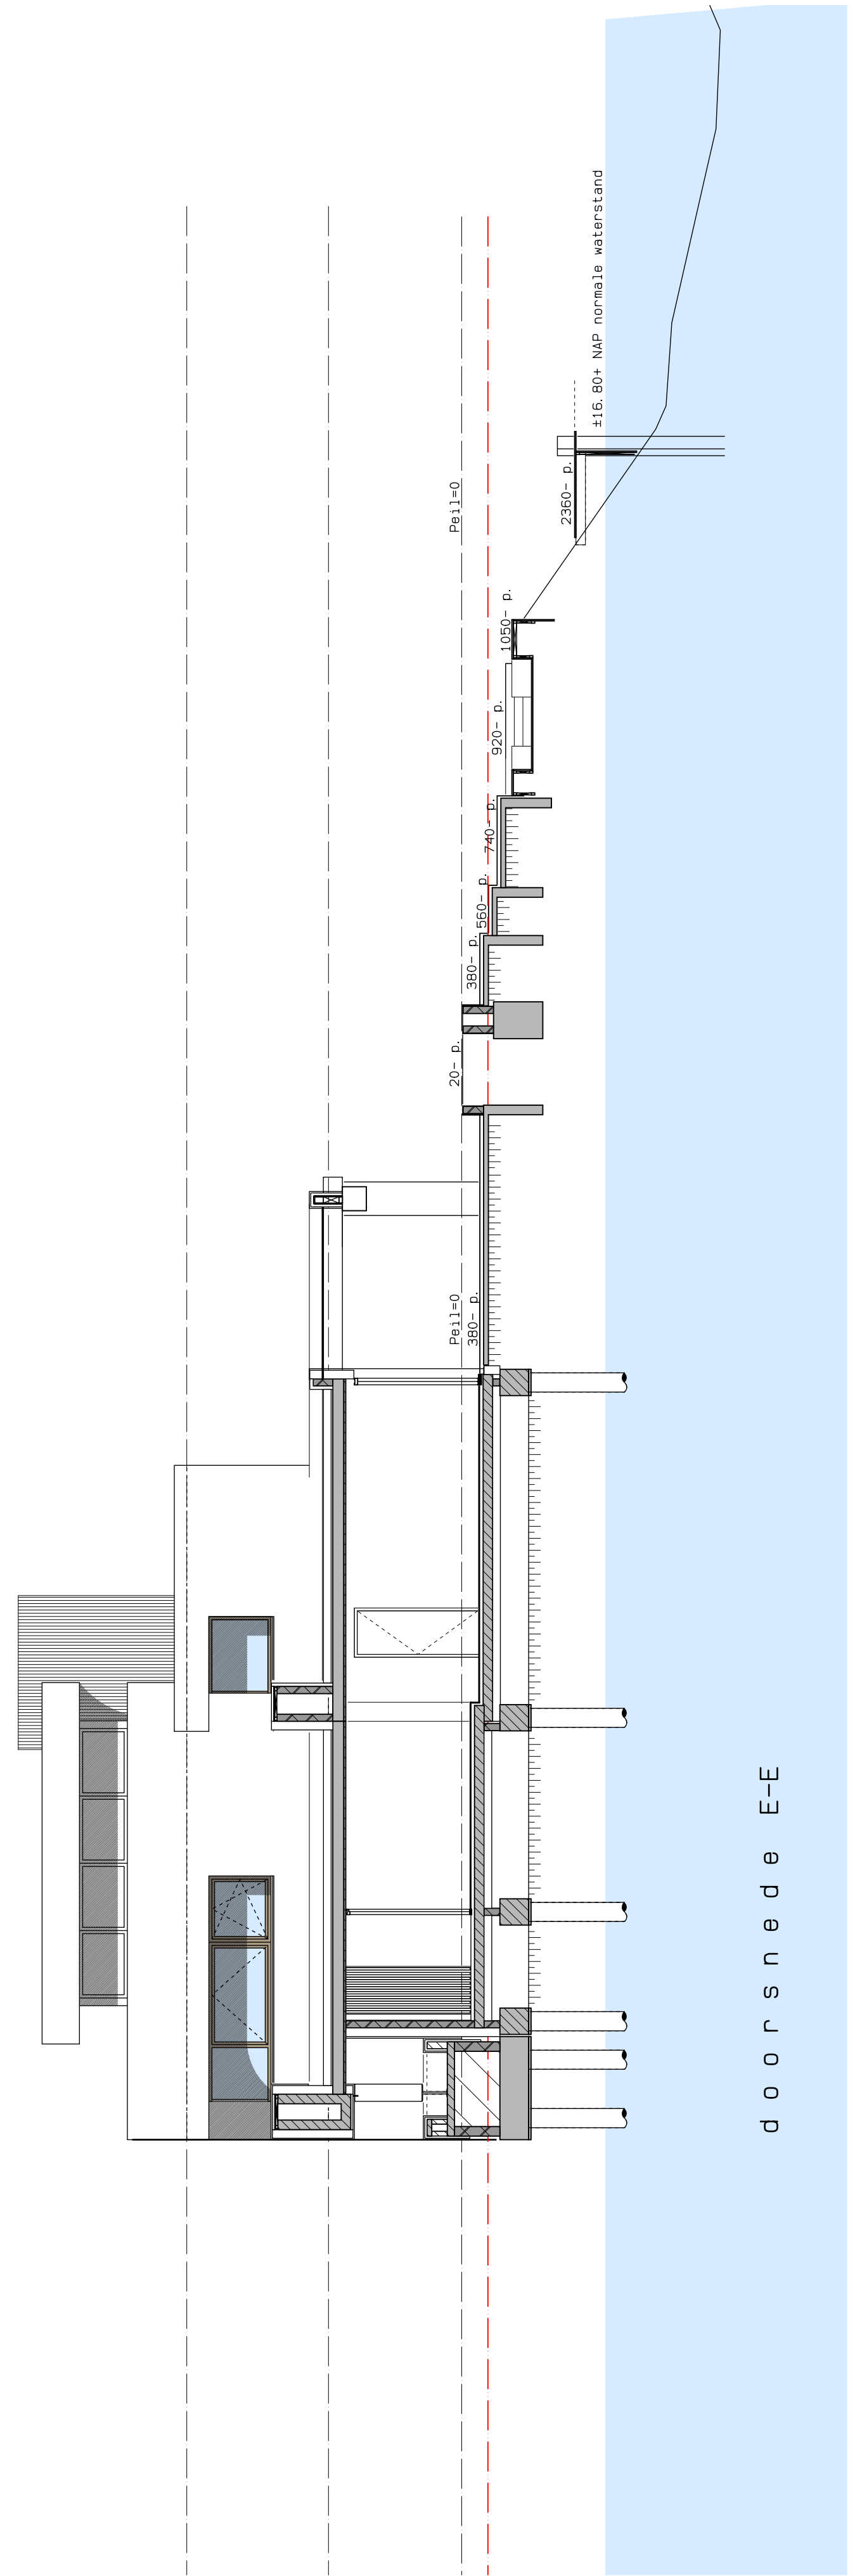 Peil=0
380- p.
20- p.
380- p.
560- p.
740- p.
920- p.
1050- p.
Peil=0
2360- p.
±16.80+ NAP normale waterstand
doorsnede E-E